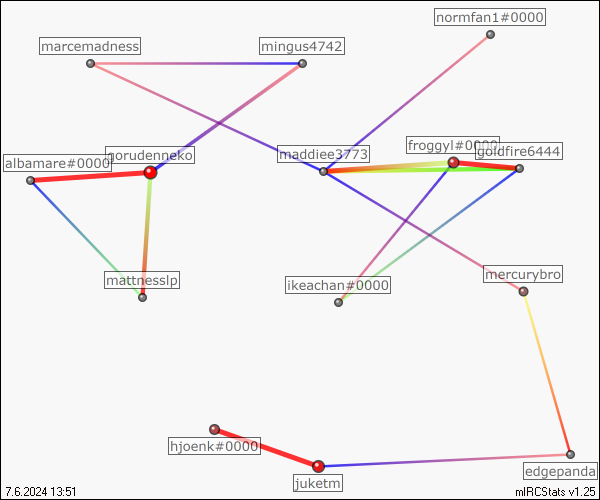 normfan1#0000
marcemadness
mingus4742
froggyl#0000
goldfire6444
gorudenneko
maddiee3773
albamare#0000
mattnesslp
ikeachan#0000
mercurybro
hjoenk#0000
edgepanda
juketm
7.6.2024 13:51
mIRCStats v1.25